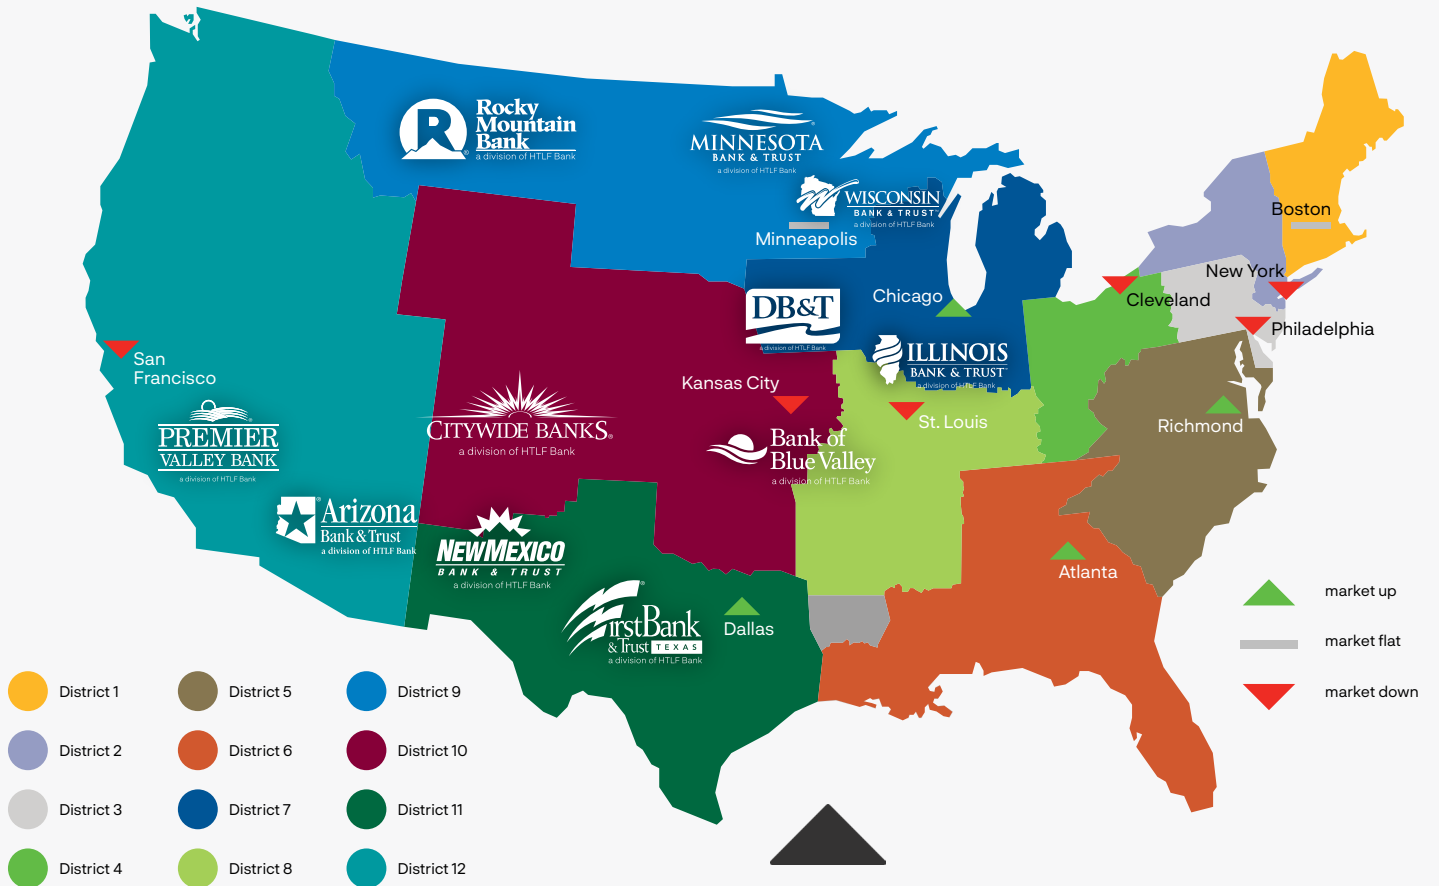 Rocky
Mountain
Bank
a division of HTLF Bank
MINNESOTA
BANK & TRUST
a division of HTLF Bank
WISCONSIN
BANK & TRUST
a division of HTLF Bank
Minneapolis
Boston
New York
Cleveland
Philadelphia
Chicago
DB&T
a division of HTLF Bank
ILLINOIS
BANK & TRUST
a division of HTLF Bank
San
Francisco
Kansas City
St. Louis
Richmond
PREMIER
VALLEY BANK
a division of HTLF Bank
CITYWIDE BANKS®
a division of HTLF Bank
Bank of
Blue Valley
a division of HTLF Bank
Arizona
Bank & Trust
a division of HTLF Bank
NEW MEXICO
BANK & TRUST
a division of HTLF Bank
Atlanta
FirstBank
& Trust TEXAS
a division of HTLF Bank
Dallas
market up
market flat
market down
District 1
District 5
District 9
District 2
District 6
District 10
District 3
District 7
District 11
District 4
District 8
District 12